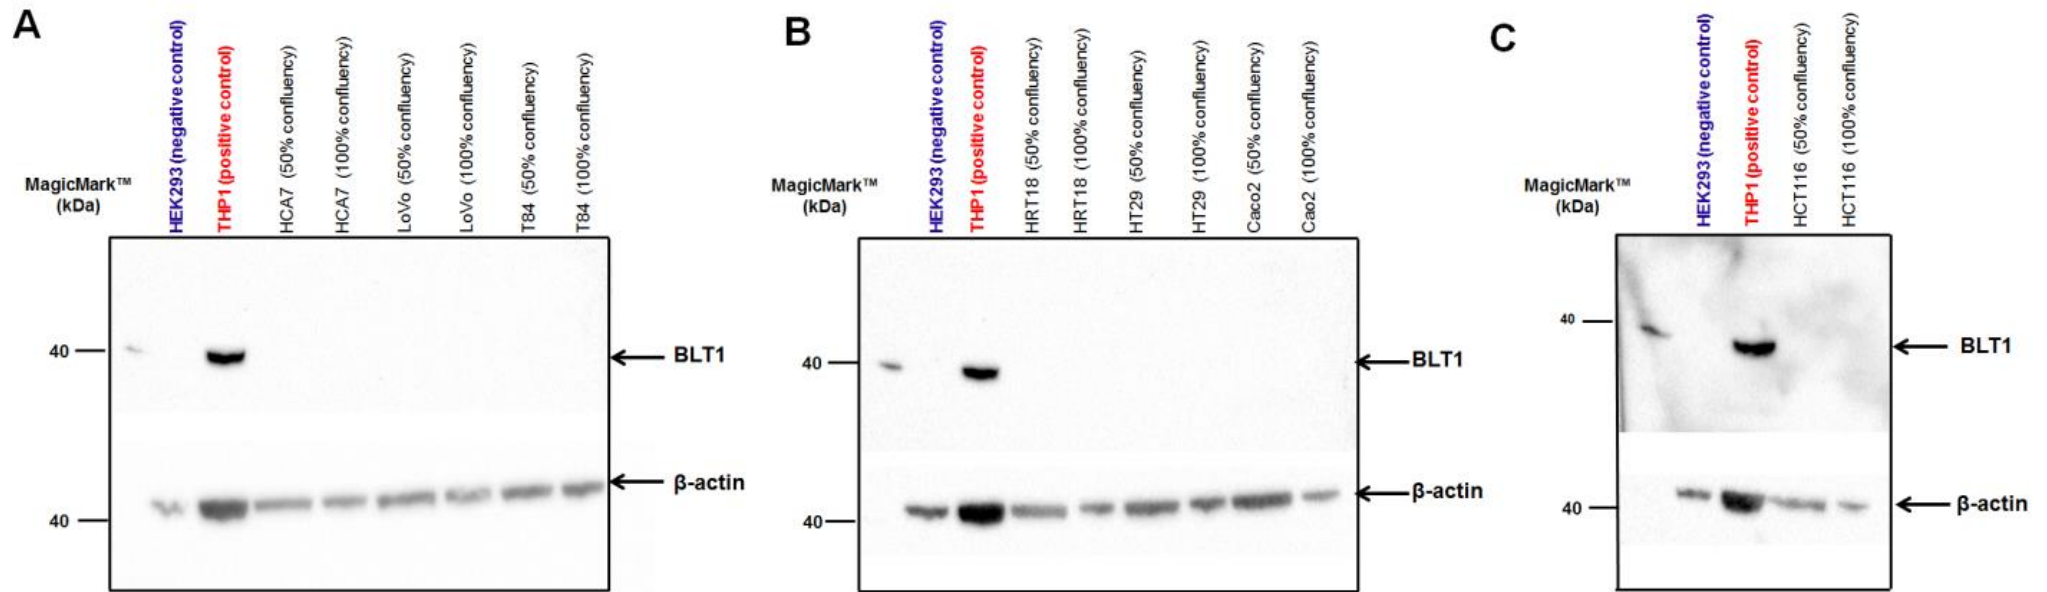 A
HEK293 (negative control)
THP1 (positive control)
HCA7 (50% confluency)
HCA7 (100% confluency)
LoVo (50% confluency)
LoVo (100% confluency)
T84 (50% confluency)
T84 (100% confluency)
MagicMark™
(kDa)
40
BLT1
β-actin
40
B
HEK293 (negative control)
THP1 (positive control)
HRT18 (50% confluency)
HRT18 (100% confluency)
HT29 (50% confluency)
HT29 (100% confluency)
Caco2 (50% confluency)
Cao2 (100% confluency)
MagicMark™
(kDa)
40
BLT1
β-actin
40
C
HEK293 (negative control)
THP1 (positive control)
HCT116 (50% confluency)
HCT116 (100% confluency)
MagicMark™
(kDa)
40
BLT1
40
β-actin